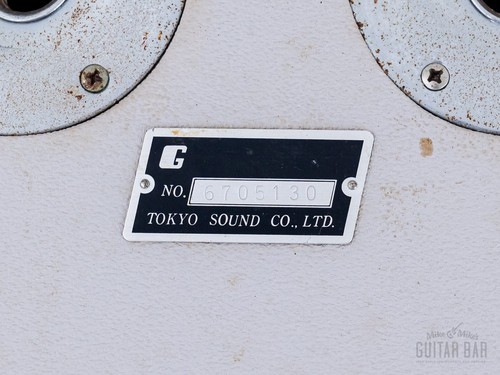 G
NO. 6705130
TOKYO SOUND CO., LTD.
Mike & Mike's
GUITAR BAR